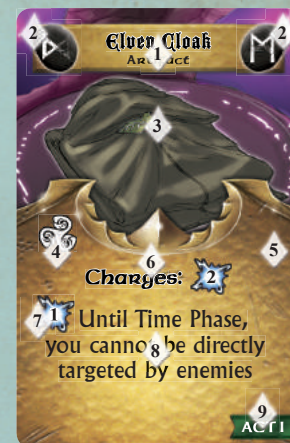 2 Elven Cloak 2
1
Artifact
3
4
5
6
Charges: 2
7 1 Until Time Phase,
you cannot be directly
8
targeted by enemies
9
ACT I